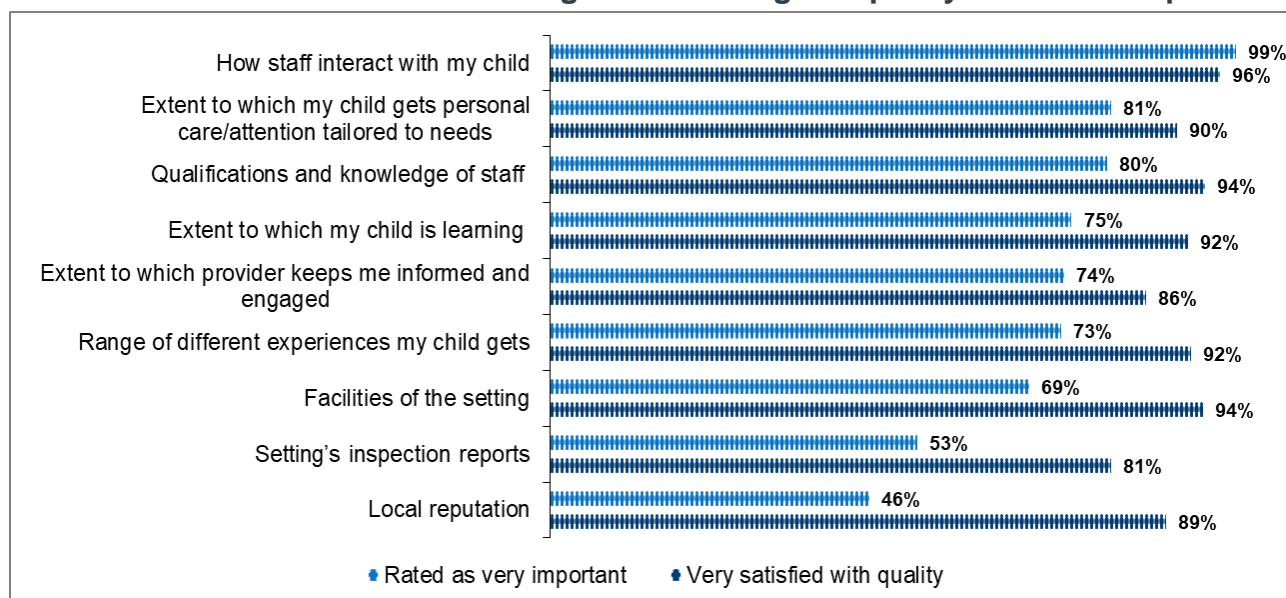 How staff interact with my child
99%
96%
Extent to which my child gets personal
care/attention tailored to needs
81%
90%
Qualifications and knowledge of staff
80%
94%
Extent to which my child is learning
75%
92%
Extent to which provider keeps me informed and
engaged
74%
86%
Range of different experiences my child gets
73%
92%
Facilities of the setting
69%
94%
Setting’s inspection reports
53%
81%
Local reputation
46%
89%
Rated as very important
Very satisfied with quality